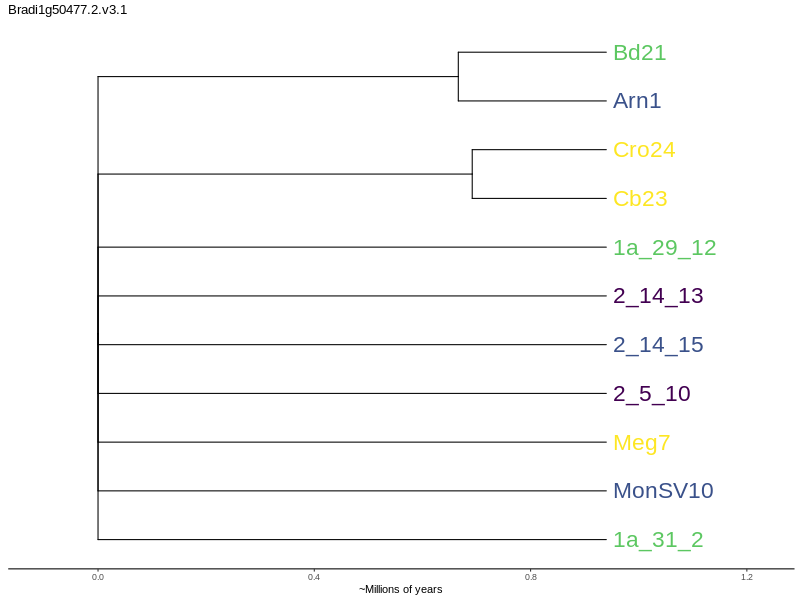 Bradi1g50477.2.v3.1
Bd21
Arn1
Cro24
Cb23
1a_29_12
2_14_13
2_14_15
2_5_10
Meg7
MonSV10
1a_31_2
0.0 0.4 0.8 1.2
~Millions of years